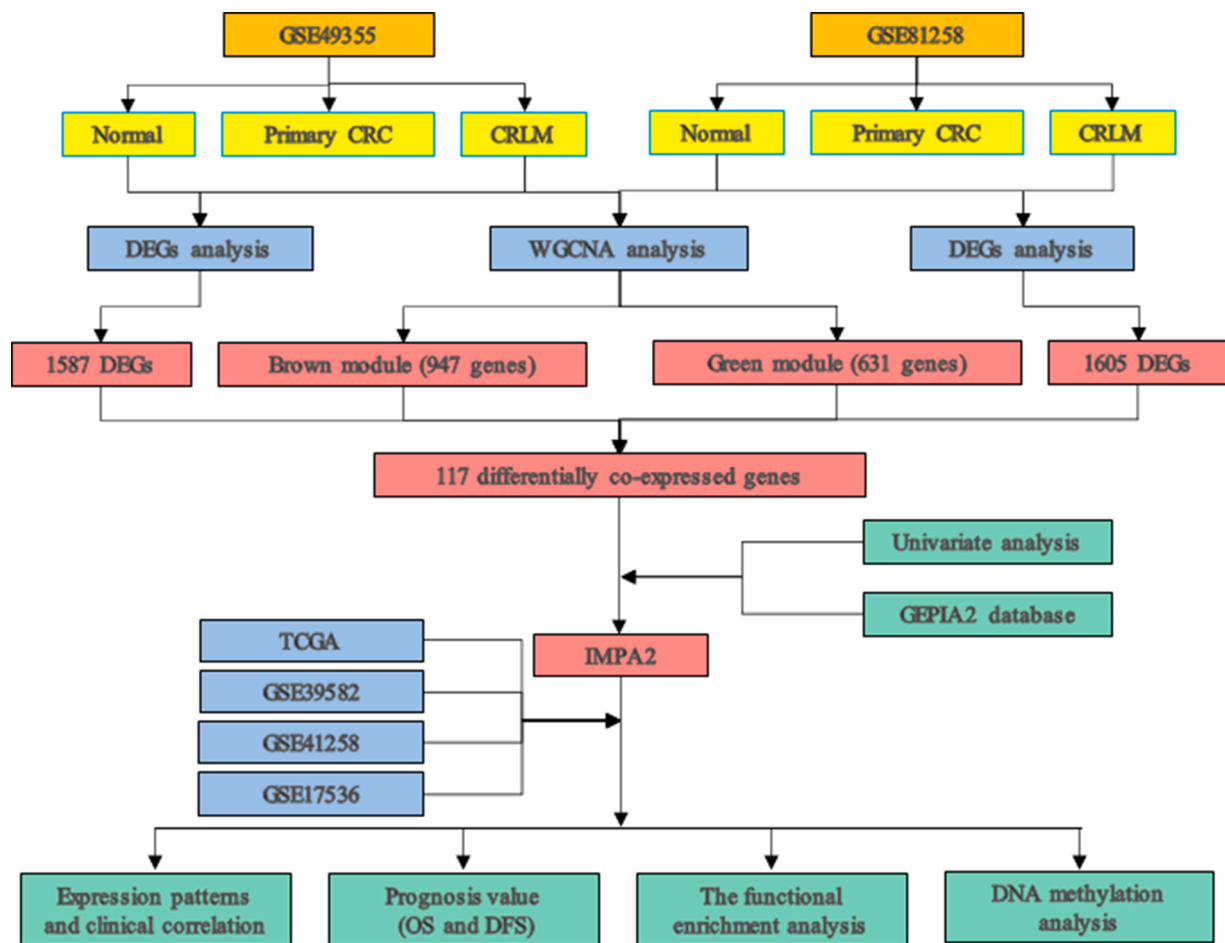 GSE49355
GSE81258
Normal
Primary CRC
CRLM
Normal
Primary CRC
CRLM
DEGs analysis
WGCNA analysis
DEGs analysis
1587 DEGs
Brown module (947 genes)
Green module (631 genes)
1605 DEGs
117 differentially co-expressed genes
Univariate analysis
GEPIA2 database
TCGA
IMPA2
GSE39582
GSE41258
GSE17536
Expression patterns
and clinical correlation
Prognosis value
(OS and DFS)
The functional
enrichment analysis
DNA methylation
analysis